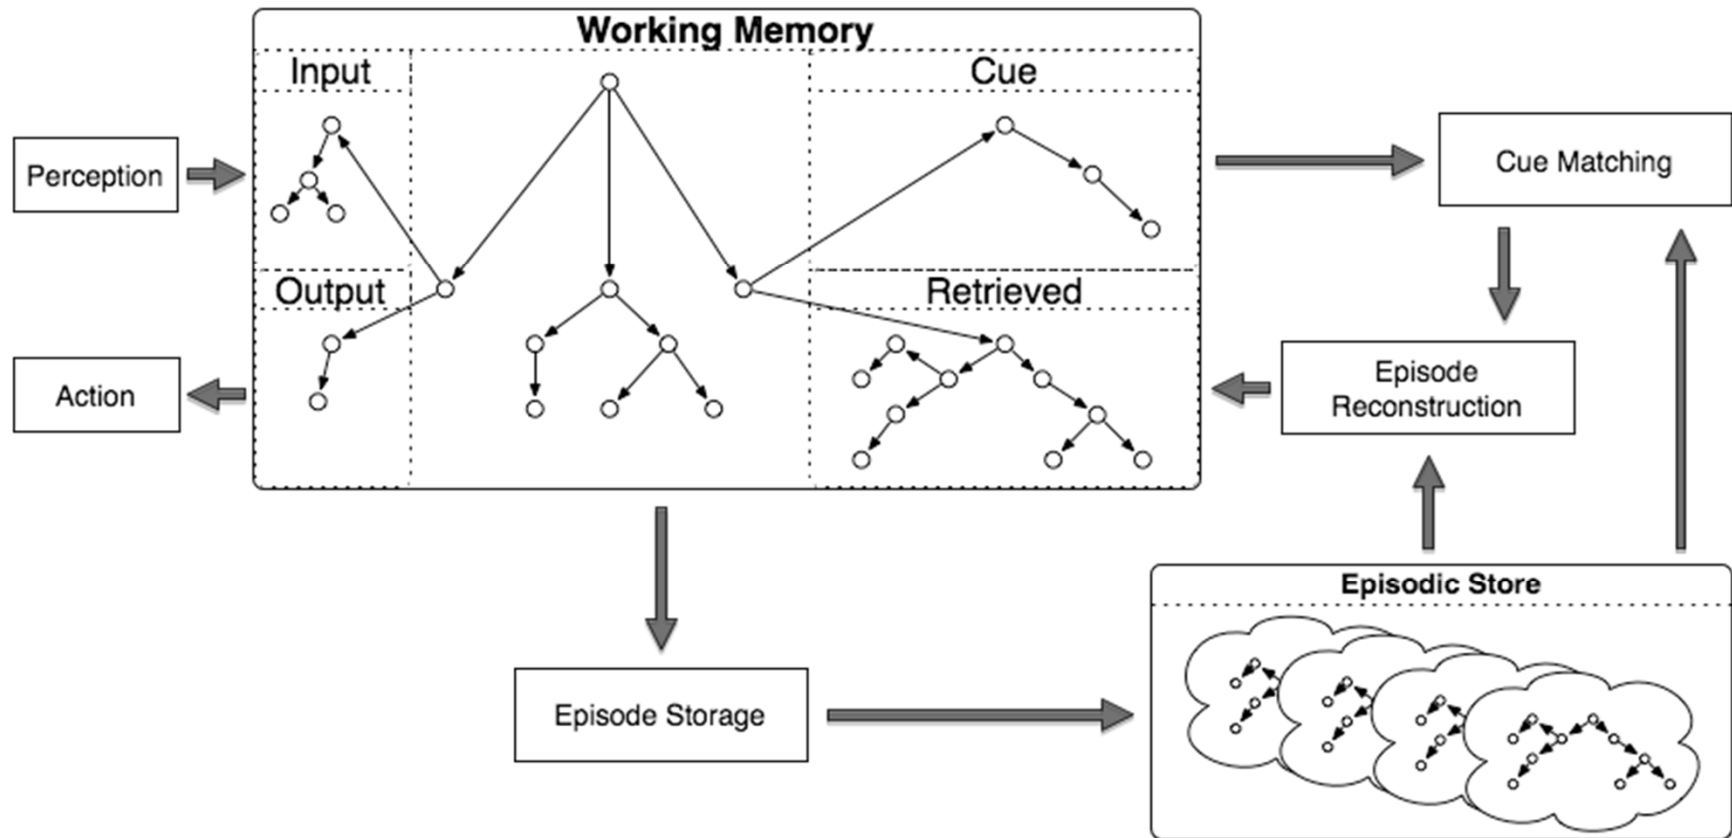 Working Memory
Input
Cue
Perception
Cue Matching
Output
Retrieved
Action
Episode
Reconstruction
Episodic Store
Episode Storage